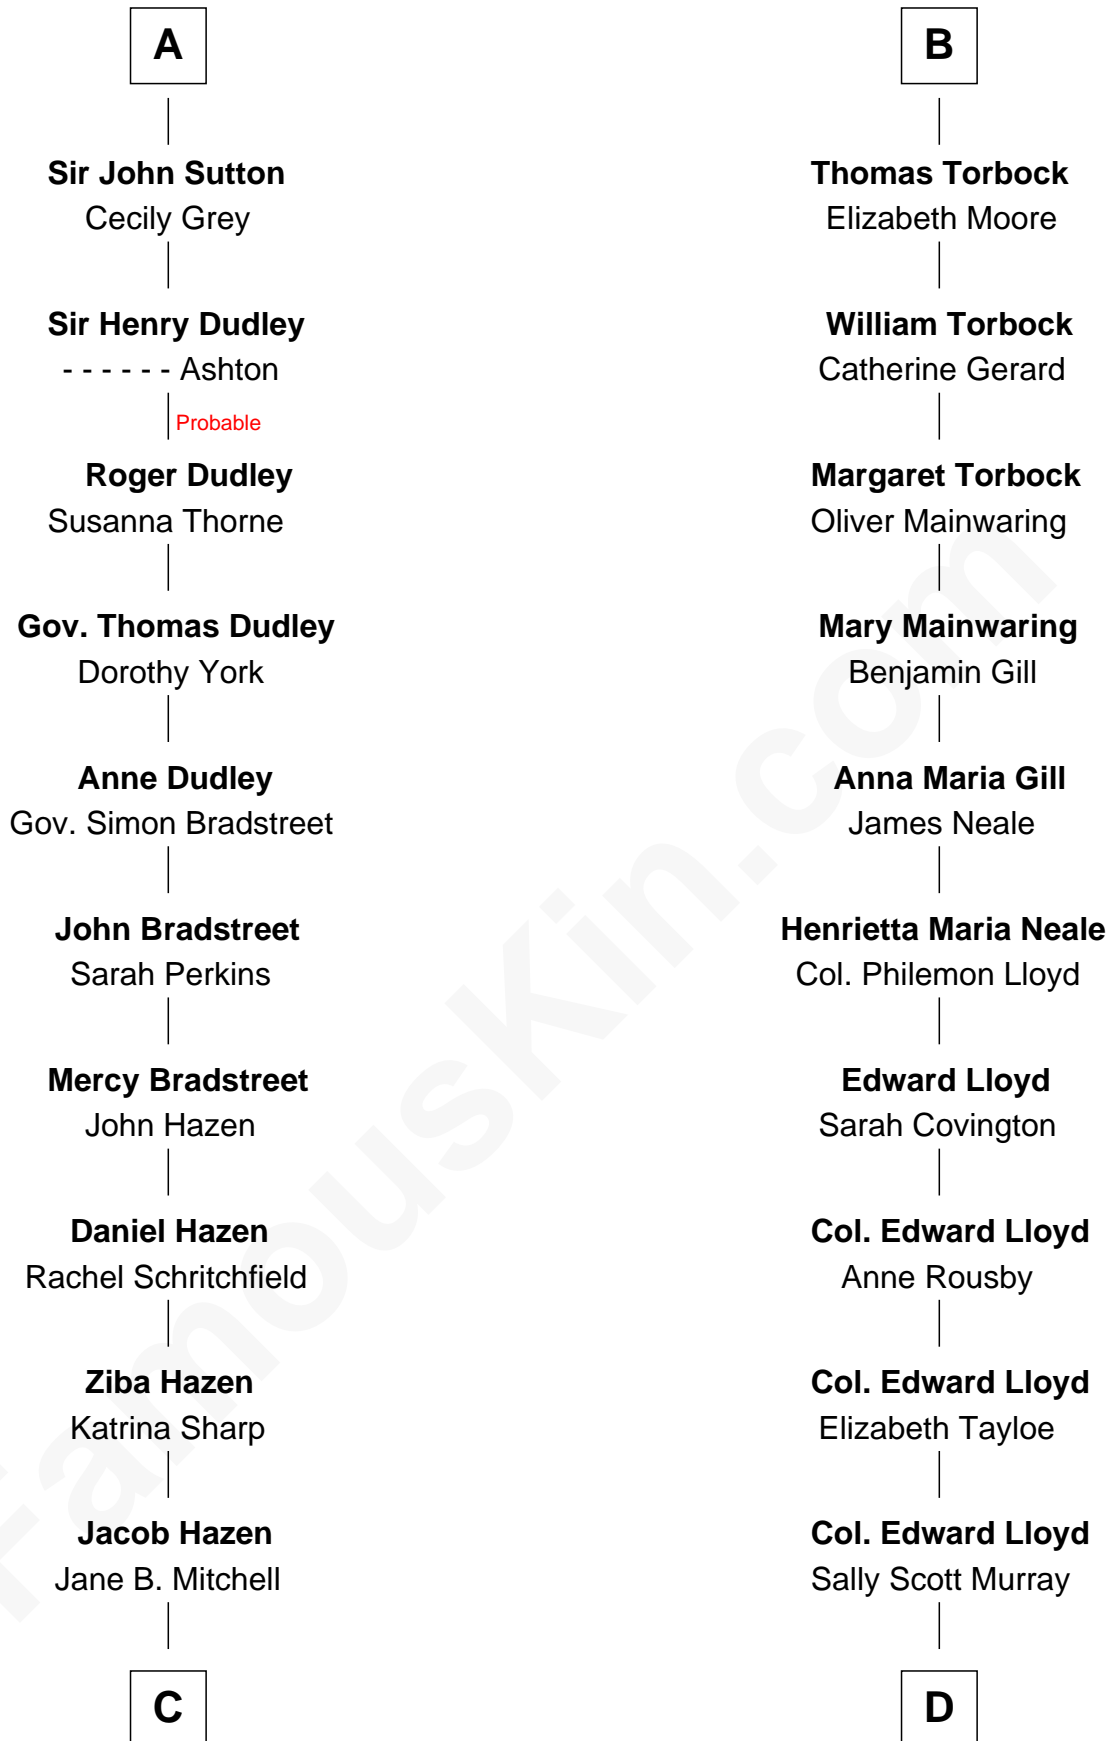 A
Sir John Sutton
Cecily Grey
Sir Henry Dudley
- - - - - - Ashton
Probable
Roger Dudley
Susanna Thorne
Gov. Thomas Dudley
Dorothy York
Anne Dudley
Gov. Simon Bradstreet
John Bradstreet
Sarah Perkins
Mercy Bradstreet
John Hazen
Daniel Hazen
Rachel Schritchfield
Ziba Hazen
Katrina Sharp
Jacob Hazen
Jane B. Mitchell
C
B
Thomas Torbock
Elizabeth Moore
William Torbock
Catherine Gerard
Margaret Torbock
Oliver Mainwaring
Mary Mainwaring
Benjamin Gill
Anna Maria Gill
James Neale
Henrietta Maria Neale
Col. Philemon Lloyd
Edward Lloyd
Sarah Covington
Col. Edward Lloyd
Anne Rousby
Col. Edward Lloyd
Elizabeth Tayloe
Col. Edward Lloyd
Sally Scott Murray
D
FamousKin.com